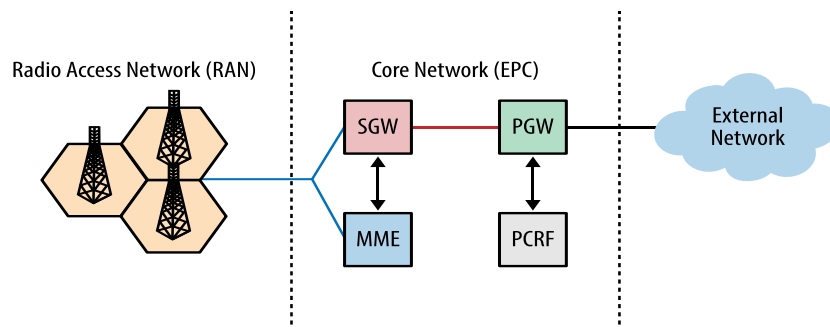 Radio Access Network (RAN)
Core Network (EPC)
SGW
PGW
External
Network
MME
PCRF